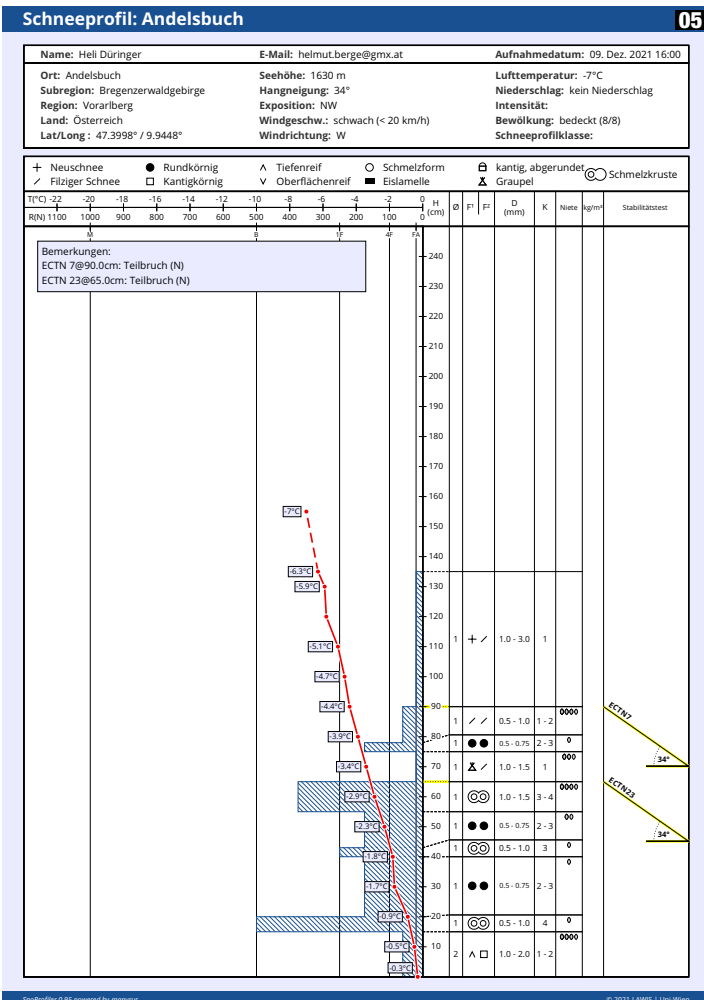 Schneeprofil: Andelsbuch
05
Name: Heli Düringer E-Mail: helmut.berge@gmx.at Aufnahmedatum: 09. Dez. 2021 16:00
Ort: Andelsbuch Seehöhe: 1630 m Lufttemperatur: -7°C
Subregion: Bregenzerwaldgebirge Hangneigung: 34° Niederschlag: kein Niederschlag
Region: Vorarlberg Exposition: NW Intensität:
Land: Österreich Windgeschw.: schwach (< 20 km/h) Bewölkung: bedeckt (8/8)
Lat/Long : 47.3998° / 9.9448° Windrichtung: W Schneeprofilklasse:
Neuschnee Rundkörnig Tiefenreif Schmelzform kantig, abgerundet Schmelzkruste
Filziger Schnee Kantigkörnig Oberflächenreif Eislamelle Graupel
T(°C) -22 -20 -18 -16 -14 -12 -10 -8 -6 -4 -2 0 H (cm) Ø F¹ F² D (mm) K Niete kg/m³ Stabilitätstest
R(N) 1100 1000 900 800 700 600 500 400 300 200 100 0
M B 1F 4F FA
Bemerkungen:
ECTN 7@90.0cm: Teilbruch (N)
ECTN 23@65.0cm: Teilbruch (N)
240
230
220
210
200
190
180
170
160
-7°C
150
140
-6.3°C
-5.9°C 130
120
-5.1°C 110
1 1.0 - 3.0 1
-4.7°C 100
-4.4°C 90
ECTN7
1 0.5 - 1.0 1 - 2
-3.9°C 80
1 0.5 - 0.75 2 - 3
34°
-3.4°C 70 1 1.0 - 1.5 1
ECTN23
-2.9°C 60 1 1.0 - 1.5 3 - 4
-2.3°C 50 1 0.5 - 0.75 2 - 3
34°
1 0.5 - 1.0 3
-1.8°C 40
-1.7°C 30 1 0.5 - 0.75 2 - 3
-0.9°C 20
1 0.5 - 1.0 4
-0.5°C 10
2 1.0 - 2.0 1 - 2
-0.3°C